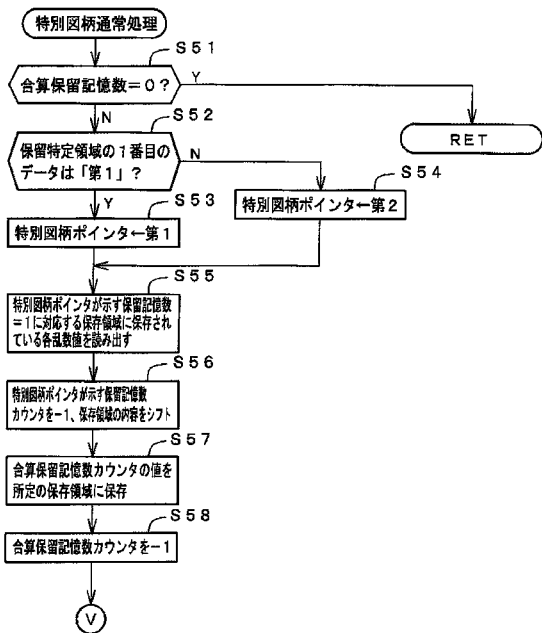 特別図柄通常処理
S51
合算保留記憶数=0?
Y
N
S52
RET
保留特定領域の1番目の
データは「第1」?
N
S54
Y
S53
特別図柄ポインタ←第2
特別図柄ポインタ←第1
S55
特別図柄ポインタが示す保留記憶数
=1に対応する保存領域に保存され
ている各乱数値を読み出す
S56
特別図柄ポインタが示す保留記憶数
カウンタを-1、保存領域の内容をシフト
S57
合算保留記憶数カウンタの値を
所定の保存領域に保存
S58
合算保留記憶数カウンタを-1
V